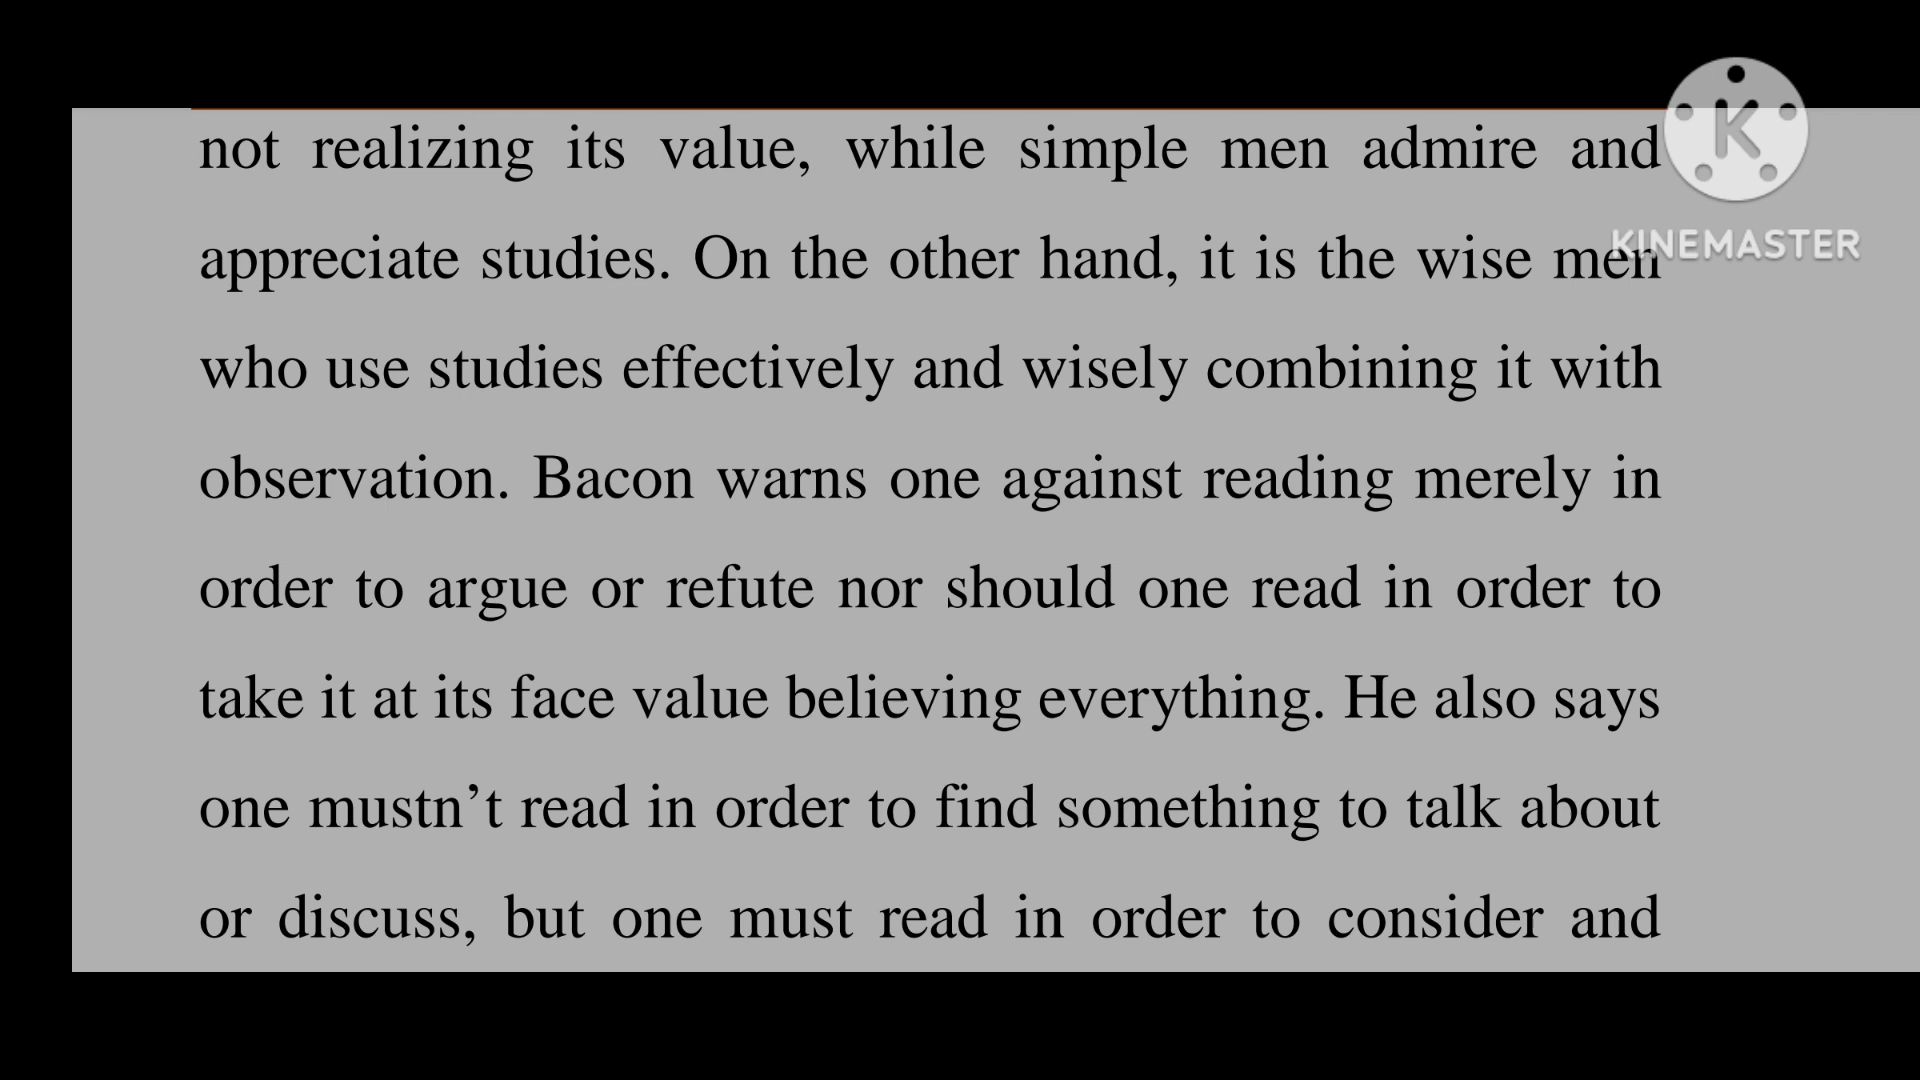 not realizing its value, while simple men admire and
appreciate studies. On the other hand, it is the wise men
who use studies effectively and wisely combining it with
observation. Bacon warns one against reading merely in
order to argue or refute nor should one read in order to
take it at its face value believing everything. He also says
one mustn’t read in order to find something to talk about
or discuss, but one must read in order to consider and
K
KINEMASTER